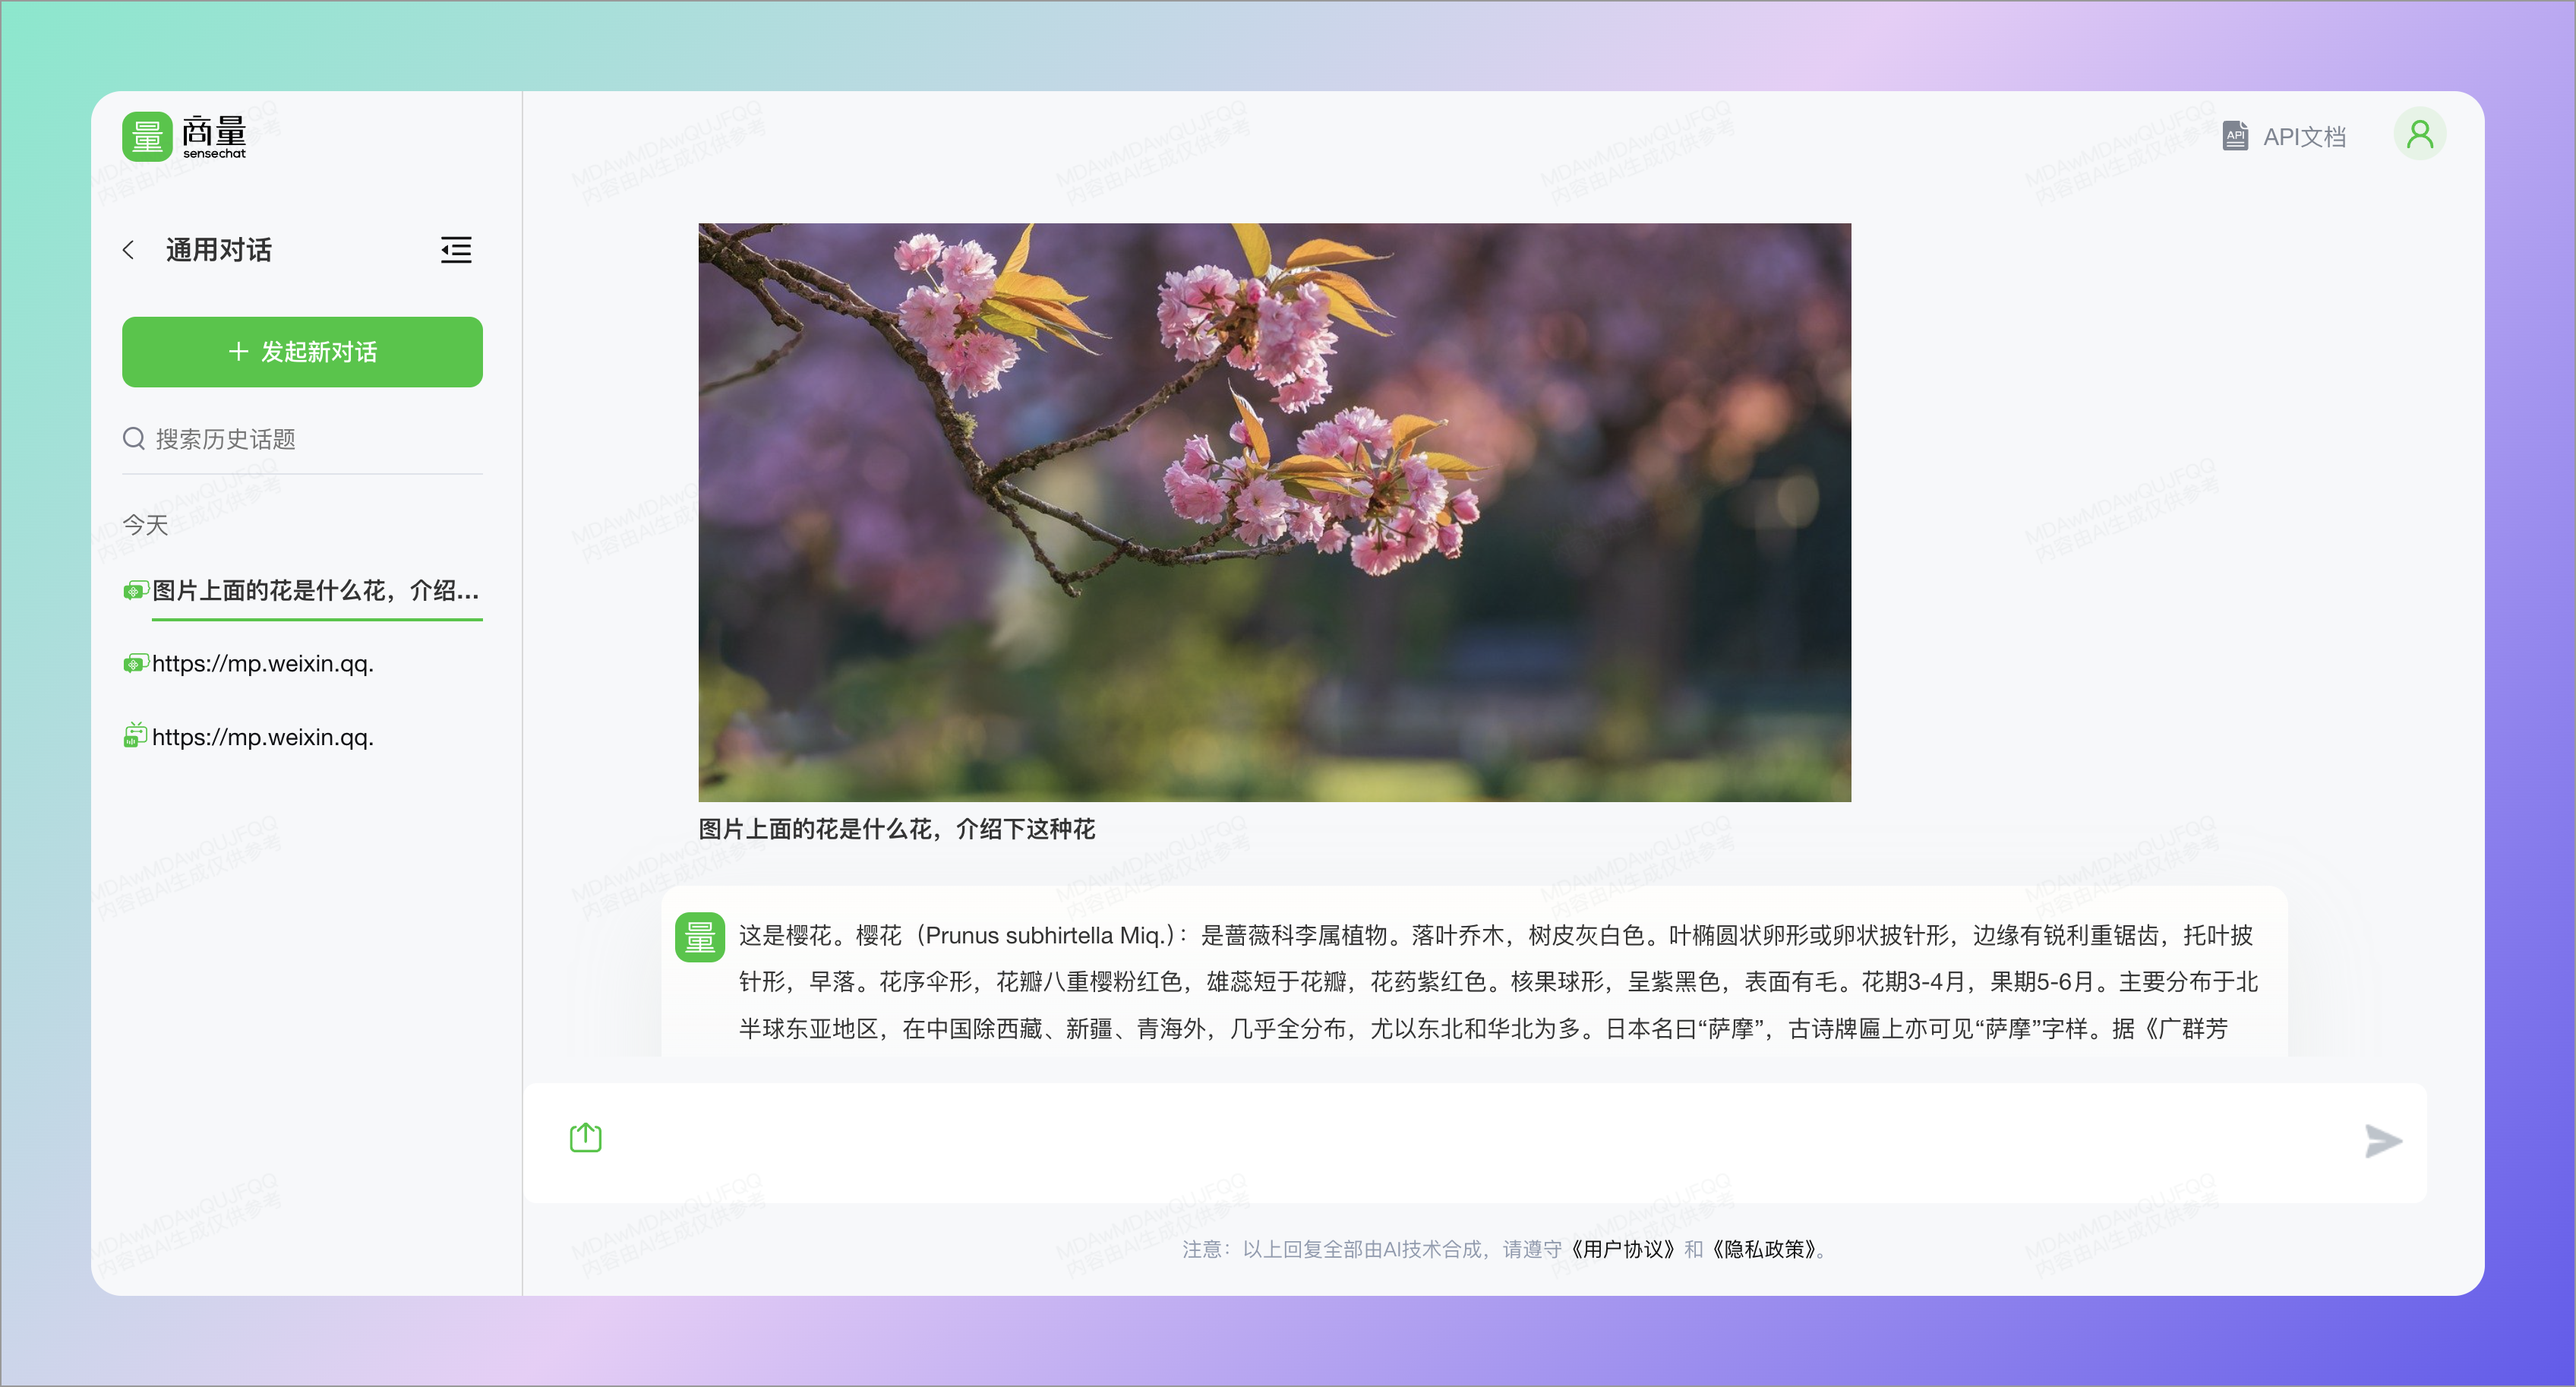 量 商量
sensechat
API API文档
通用对话
发起新对话
搜索历史话题
今天
图片上面的花是什么花，介绍...
https://mp.weixin.qq.
https://mp.weixin.qq.
图片上面的花是什么花，介绍下这种花
量 这是樱花。樱花（Prunus subhirtella Miq.）：是蔷薇科李属植物。落叶乔木，树皮灰白色。叶椭圆状卵形或卵状披针形，边缘有锐利重锯齿，托叶披
针形，早落。花序伞形，花瓣八重樱粉红色，雄蕊短于花瓣，花药紫红色。核果球形，呈紫黑色，表面有毛。花期3-4月，果期5-6月。主要分布于北
半球东亚地区，在中国除西藏、新疆、青海外，几乎全分布，尤以东北和华北为多。日本名曰“萨摩”，古诗牌匾上亦可见“萨摩”字样。据《广群芳
注意：以上回复全部由AI技术合成，请遵守《用户协议》和《隐私政策》。
MDAwMDAwQUJFQQ
内容由AI生成仅供参考